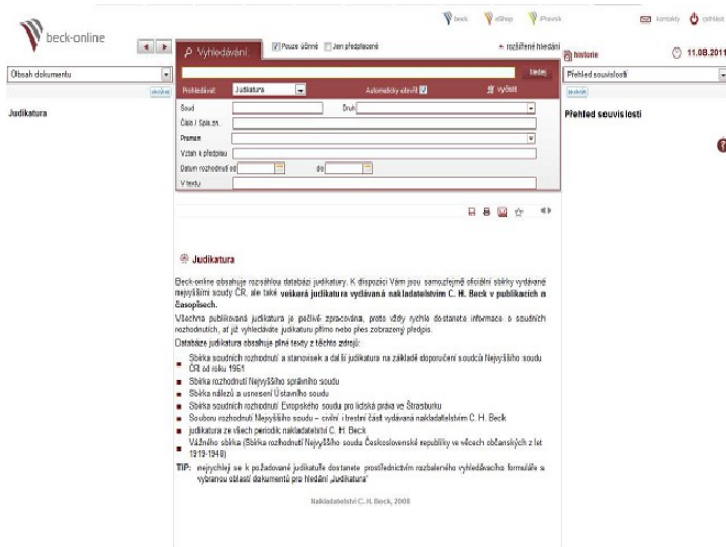 beck-online
beck eShop iPrávník kontakty odhlásit
Vyhledávání:
Pouze účinné Jen předplacené
rozšířené hledání
historie
11.08.2011
Obsah dokumentu
hledej
Přehled souvislostí
Prohledávat: Judikatura
Automaticky otevřít
vyčistit
Judikatura
Soud
Druh
Přehled souvislostí
Číslo / Spis.zn.
Pramen
Vztah k předpisu
Datum rozhodnutí od
do
V textu
Judikatura
Beck-online obsahuje rozsáhlou databázi judikatury. K dispozici Vám jsou samozřejmě oficiální sbírky vydávané
nejvyššími soudy ČR, ale také veškerá judikatura vydávaná nakladatelstvím C. H. Beck v publikacích a
časopisech.
Všechna publikovaná judikatura je pečlivě zpracována, proto vždy rychle dostanete informace o soudních
rozhodnutích, ať již vyhledáváte judikaturu přímo nebo přes zobrazený předpis.
Databáze judikatura obsahuje plné texty z těchto zdrojů:
Sbírka soudních rozhodnutí a stanovisek a další judikatura na základě doporučení soudců Nejvyššího soudu
ČR od roku 1961
Sbírka rozhodnutí Nejvyššího správního soudu
Sbírka nálezů a usnesení Ústavního soudu
Sbírka soudních rozhodnutí Evropského soudu pro lidská práva ve Štrasburku
Souboru rozhodnutí Nejvyššího soudu – civilní i trestní část vydávaná nakladatelstvím C. H. Beck
judikatura ze všech periodik nakladatelství C. H. Beck
Vážného sbírka (Sbírka rozhodnutí Nejvyššího soudu Československé republiky ve věcech občanských z let
1919-1948)
TIP: nejrychleji se k požadované judikatuře dostanete prostřednictvím rozbaleného vyhledávacího formuláře s
vybranou oblastí dokumentů pro hledání „Judikatura"
Nakladatelství C. H. Beck, 2008